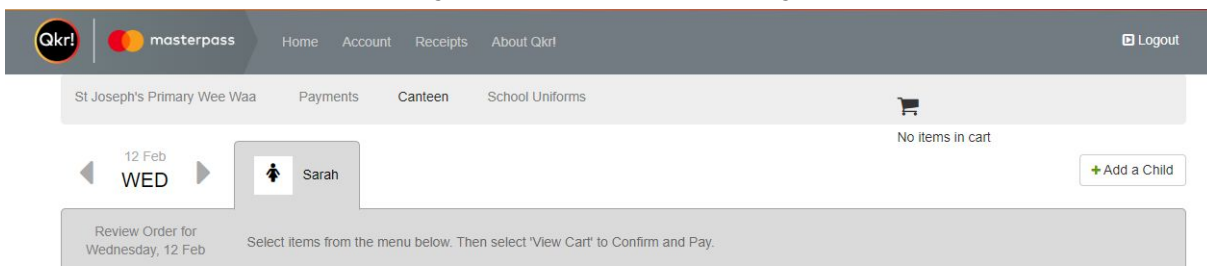 Qkr! masterpass Home Account Receipts About Qkr! Logout
St Joseph's Primary Wee Waa Payments Canteen School Uniforms
No items in cart
12 Feb
WED
Sarah
+ Add a Child
Review Order for
Wednesday, 12 Feb
Select items from the menu below. Then select 'View Cart' to Confirm and Pay.